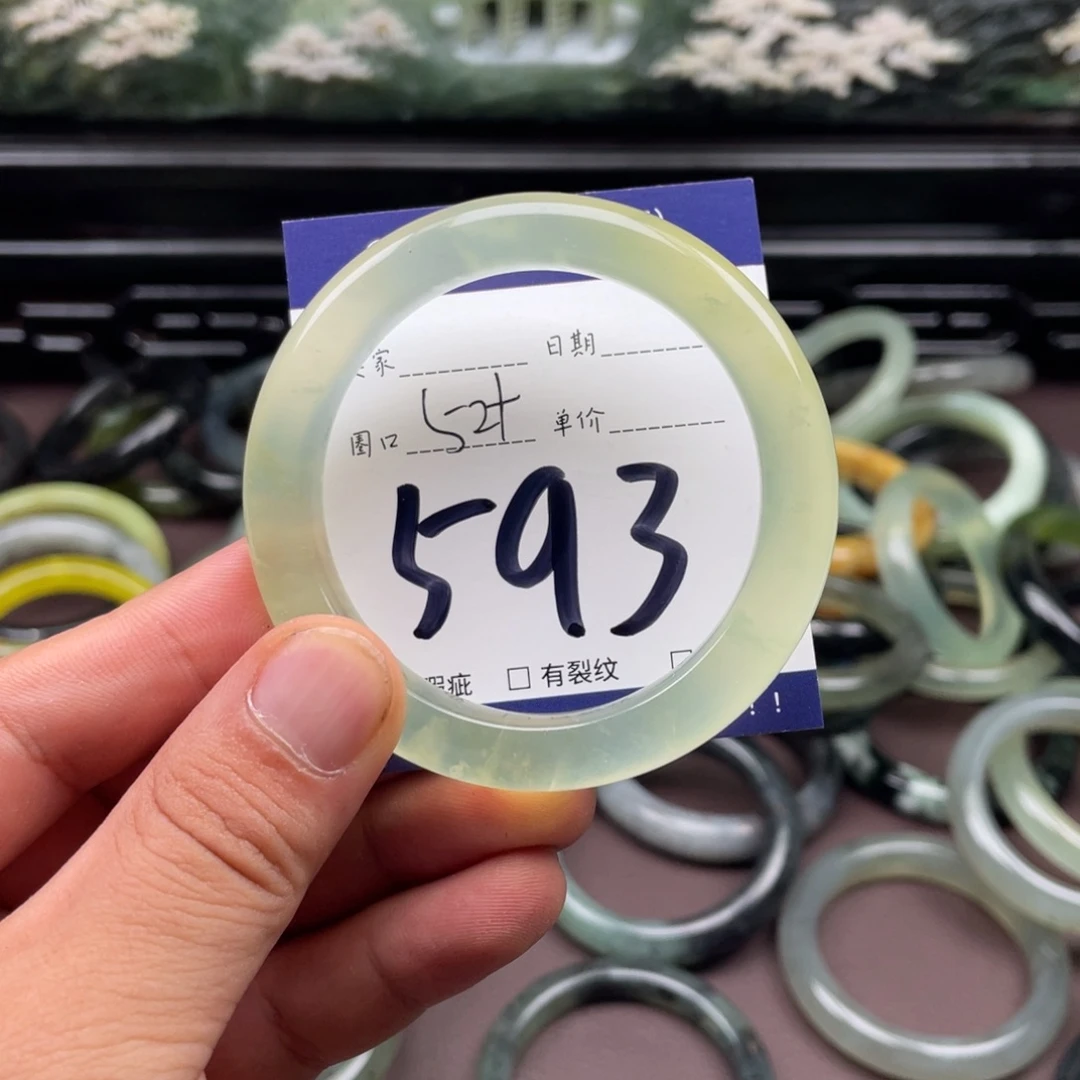 家 日期
圈口 52+ 单价
593
瑕疵 □ 有裂纹 □
!!